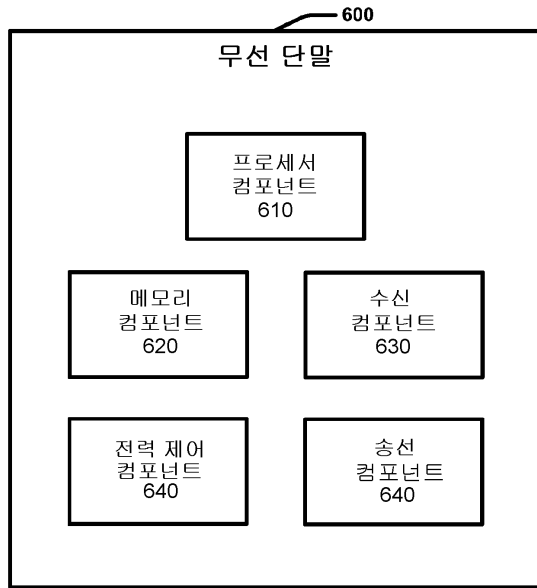 600
무선 단말
프로세서
컴포넌트
610
메모리
컴포넌트
620
수신
컴포넌트
630
전력 제어
컴포넌트
640
송선
컴포넌트
640